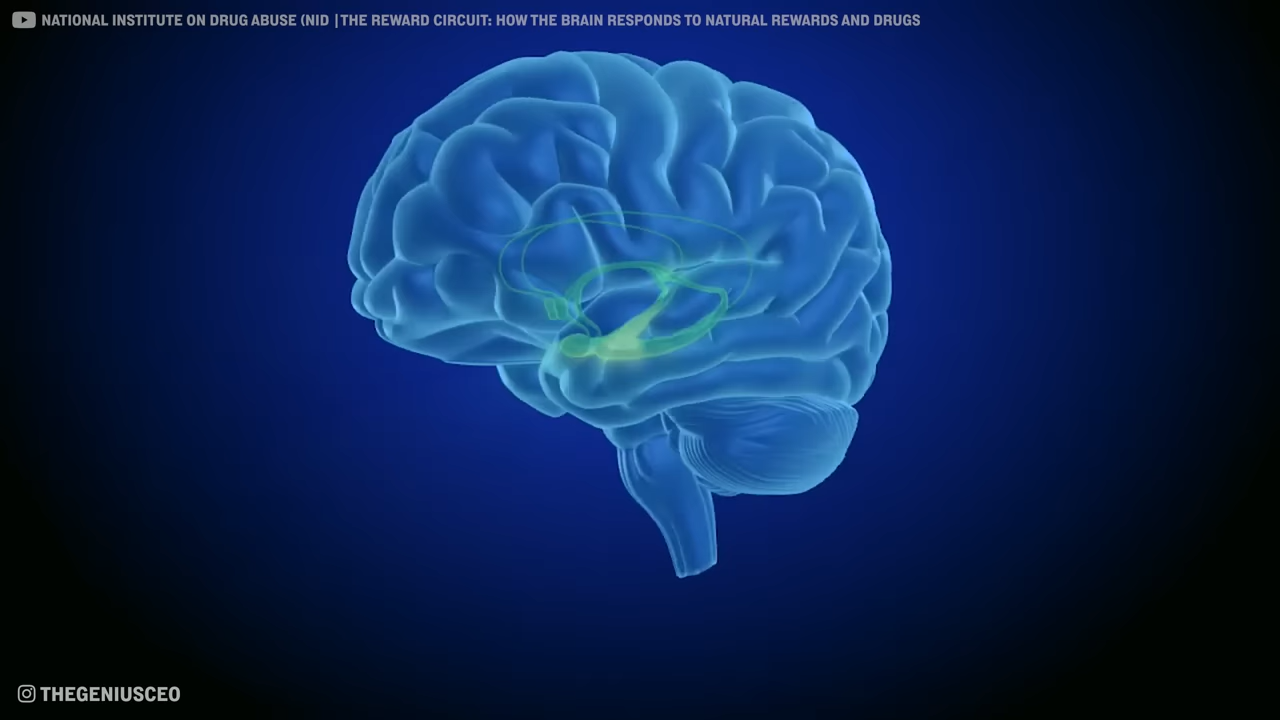 NATIONAL INSTITUTE ON DRUG ABUSE (NID | THE REWARD CIRCUIT: HOW THE BRAIN RESPONDS TO NATURAL REWARDS AND DRUGS
THEGENIUSCEO